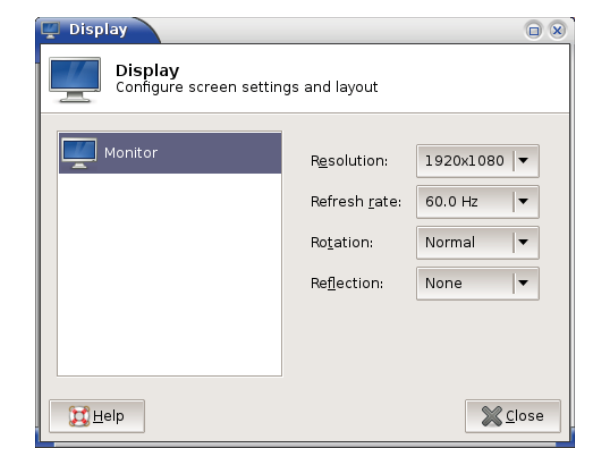 Display
Display
Configure screen settings and layout
Monitor
Resolution: 1920x1080
Refresh rate: 60.0 Hz
Rotation: Normal
Reflection: None
Help
Close